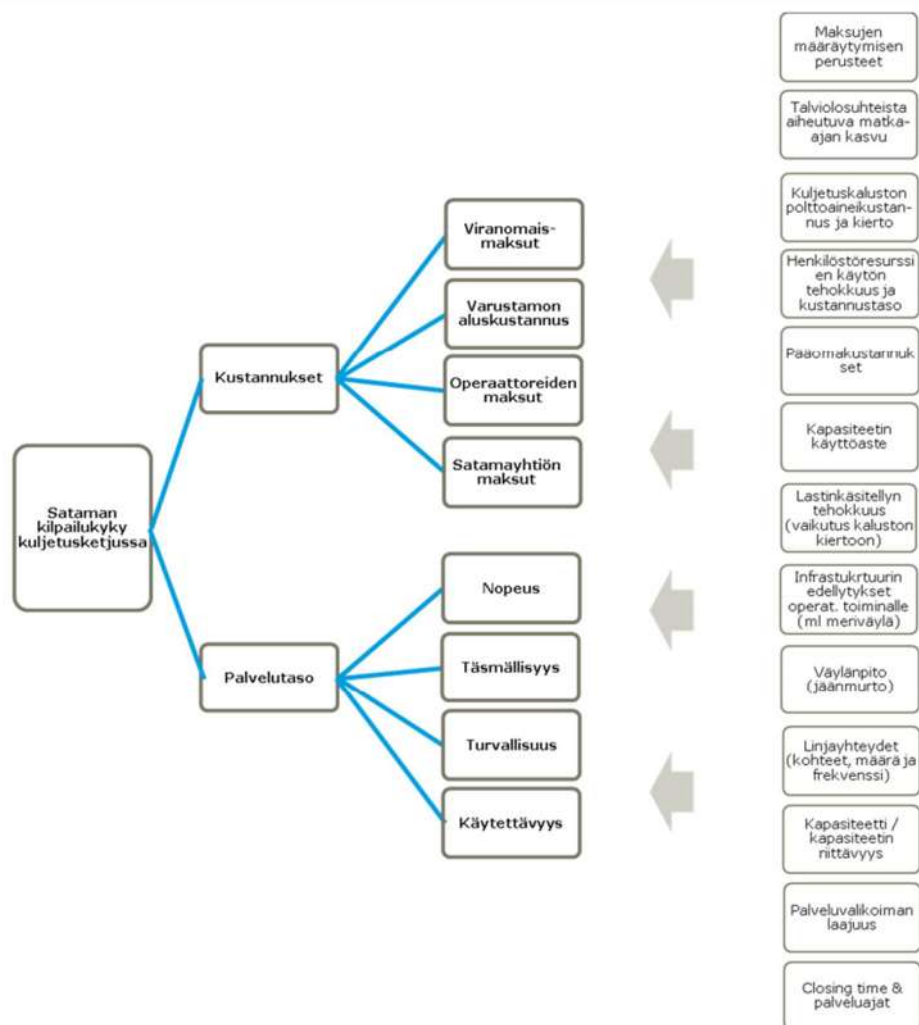 Sataman
kilpailukyky
kuljetusketjussa
Kustannukset
Palvelutaso
Viranomais-
maksut
Varustamon
aluskustannus
Operaattoreiden
maksut
Satamayhtiön
maksut
Nopeus
Täsmällisyys
Turvallisuus
Käytettävyys
Maksujen
määräytymisen
perusteet
Talviolosuhteista
aiheutuva matka-
ajan kasvu
Kuljetuskaluston
polttoaineikustan-
nus ja kierto
Henkilöstöresurssi
en käytön
tehokkuus ja
kustannustaso
Pääomakustannuk
set
Kapasiteetin
käyttöaste
Lastinkäsitellyn
tehokkuus
(vaikutus kaluston
kiertoon)
Infrastukrtuurin
edellytykset
operat. toiminalle
(ml meriväylä)
Väylänpito
(jäänmurto)
Linjayhteydet
(kohteet, määrä ja
frekvenssi)
Kapasiteetti /
kapasiteetin
riittävyys
Palveluvalikoiman
laajuus
Closing time &
palveluajat